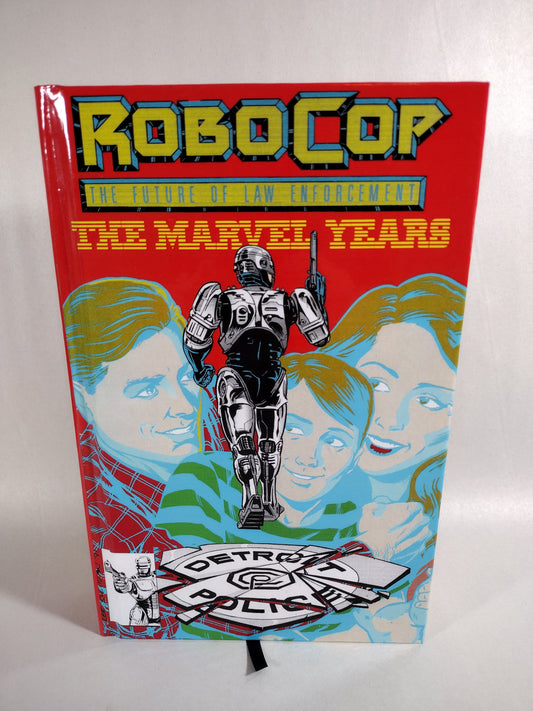 ROBOCOP
THE FUTURE OF LAW ENFORCEMENT
THE MARVEL YEARS
DETROIT
POLICE